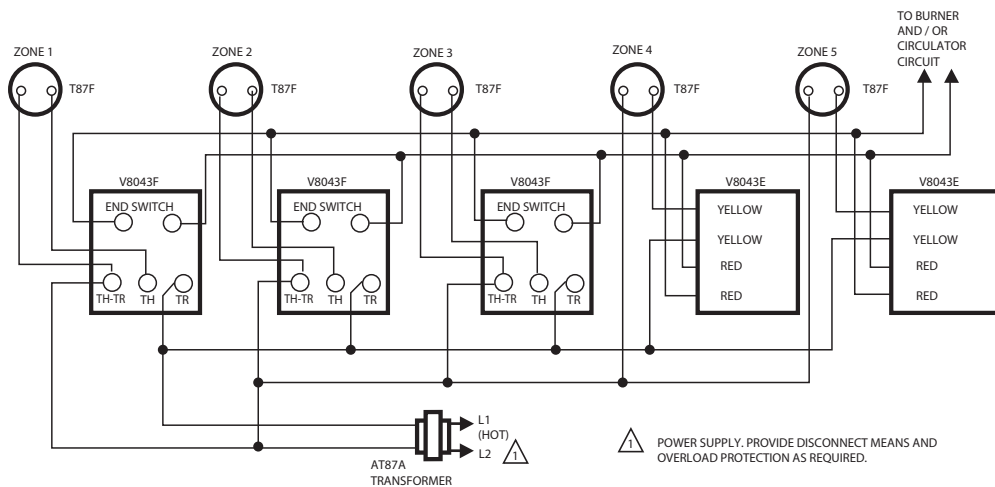 TO BURNER
AND / OR
CIRCULATOR
CIRCUIT
ZONE 1
ZONE 2
ZONE 3
ZONE 4
ZONE 5
T87F
T87F
T87F
T87F
T87F
V8043F
V8043F
V8043F
V8043E
V8043E
END SWITCH
END SWITCH
END SWITCH
YELLOW
YELLOW
RED
RED
YELLOW
YELLOW
RED
RED
TH-TR
TH
TR
TH-TR
TH
TR
TH-TR
TH
TR
L1
(HOT)
L2
1
AT87A
TRANSFORMER
1
POWER SUPPLY. PROVIDE DISCONNECT MEANS AND
OVERLOAD PROTECTION AS REQUIRED.